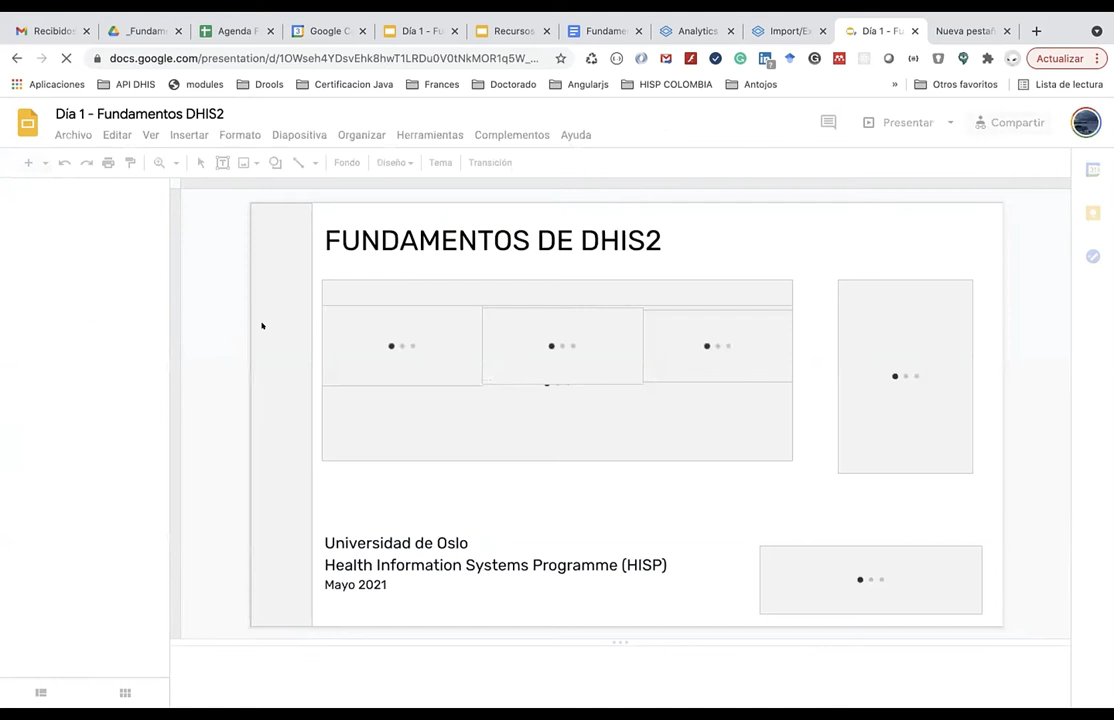 Recibidos
_Fundam
Agenda F
Google C
Día 1 - Fu
Recursos
Fundame
Analytics
Import/Ex
Día 1 - Fu
Nueva pestañ
docs.google.com/presentation/d/1OWseh4YDsvEhk8hwT1LRDu0V0tNkMOR1q5W_...
Actualizar
Aplicaciones
API DHIS
modules
Drools
Certificacion Java
Frances
Doctorado
Angularjs
HISP COLOMBIA
Antojos
»
Otros favoritos
Lista de lectura
Día 1 - Fundamentos DHIS2
Archivo Editar Ver Insertar Formato Diapositiva Organizar Herramientas Complementos Ayuda
Presentar
Compartir
Fondo
Diseño
Tema
Transición
FUNDAMENTOS DE DHIS2
Universidad de Oslo
Health Information Systems Programme (HISP)
Mayo 2021